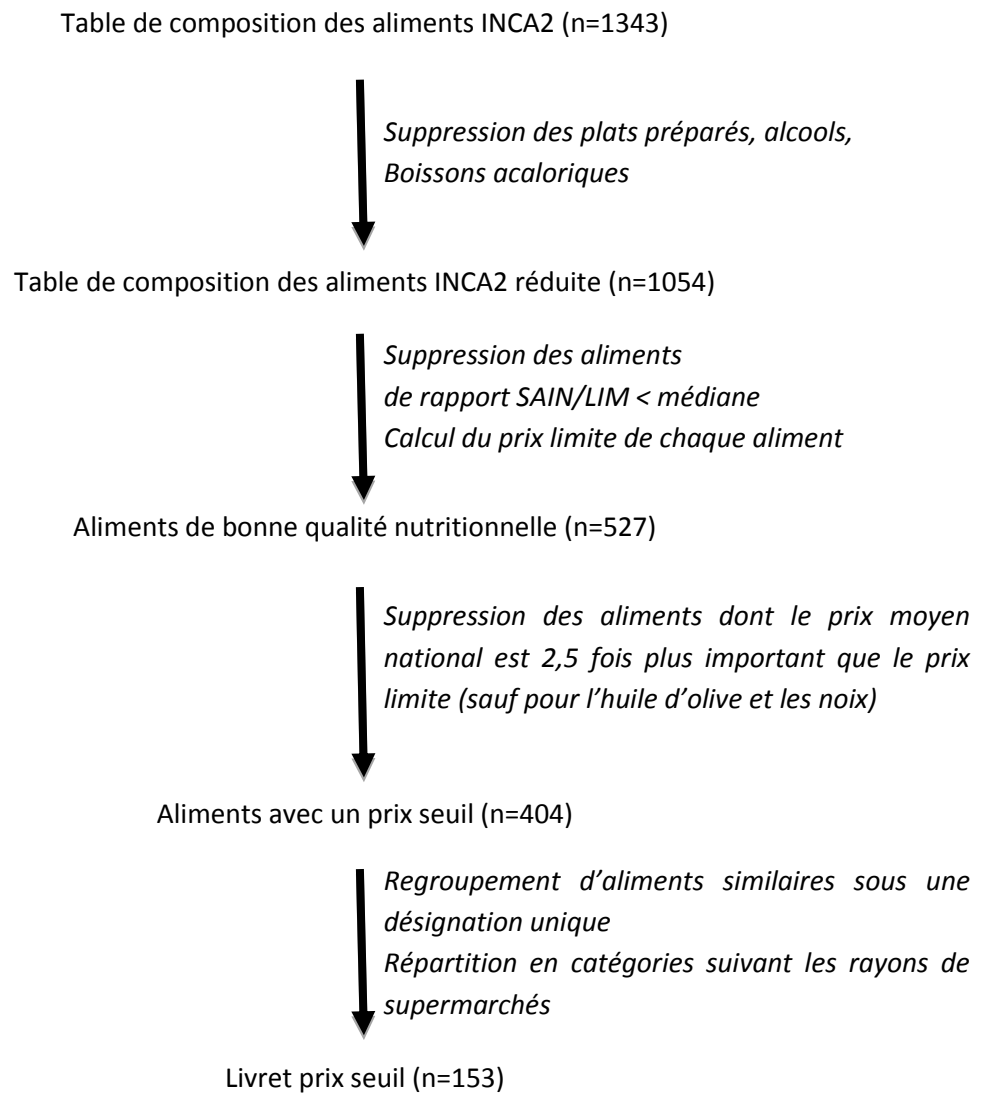 Table de composition des aliments INCA2 (n=1343)
Suppression des plats préparés, alcools,
Boissons acaloriques
Table de composition des aliments INCA2 réduite (n=1054)
Suppression des aliments
de rapport SAIN/LIM < médiane
Calcul du prix limite de chaque aliment
Aliments de bonne qualité nutritionnelle (n=527)
Suppression des aliments dont le prix moyen
national est 2,5 fois plus important que le prix
limite (sauf pour l’huile d’olive et les noix)
Aliments avec un prix seuil (n=404)
Regroupement d’aliments similaires sous une
désignation unique
Répartition en catégories suivant les rayons de
supermarchés
Livret prix seuil (n=153)